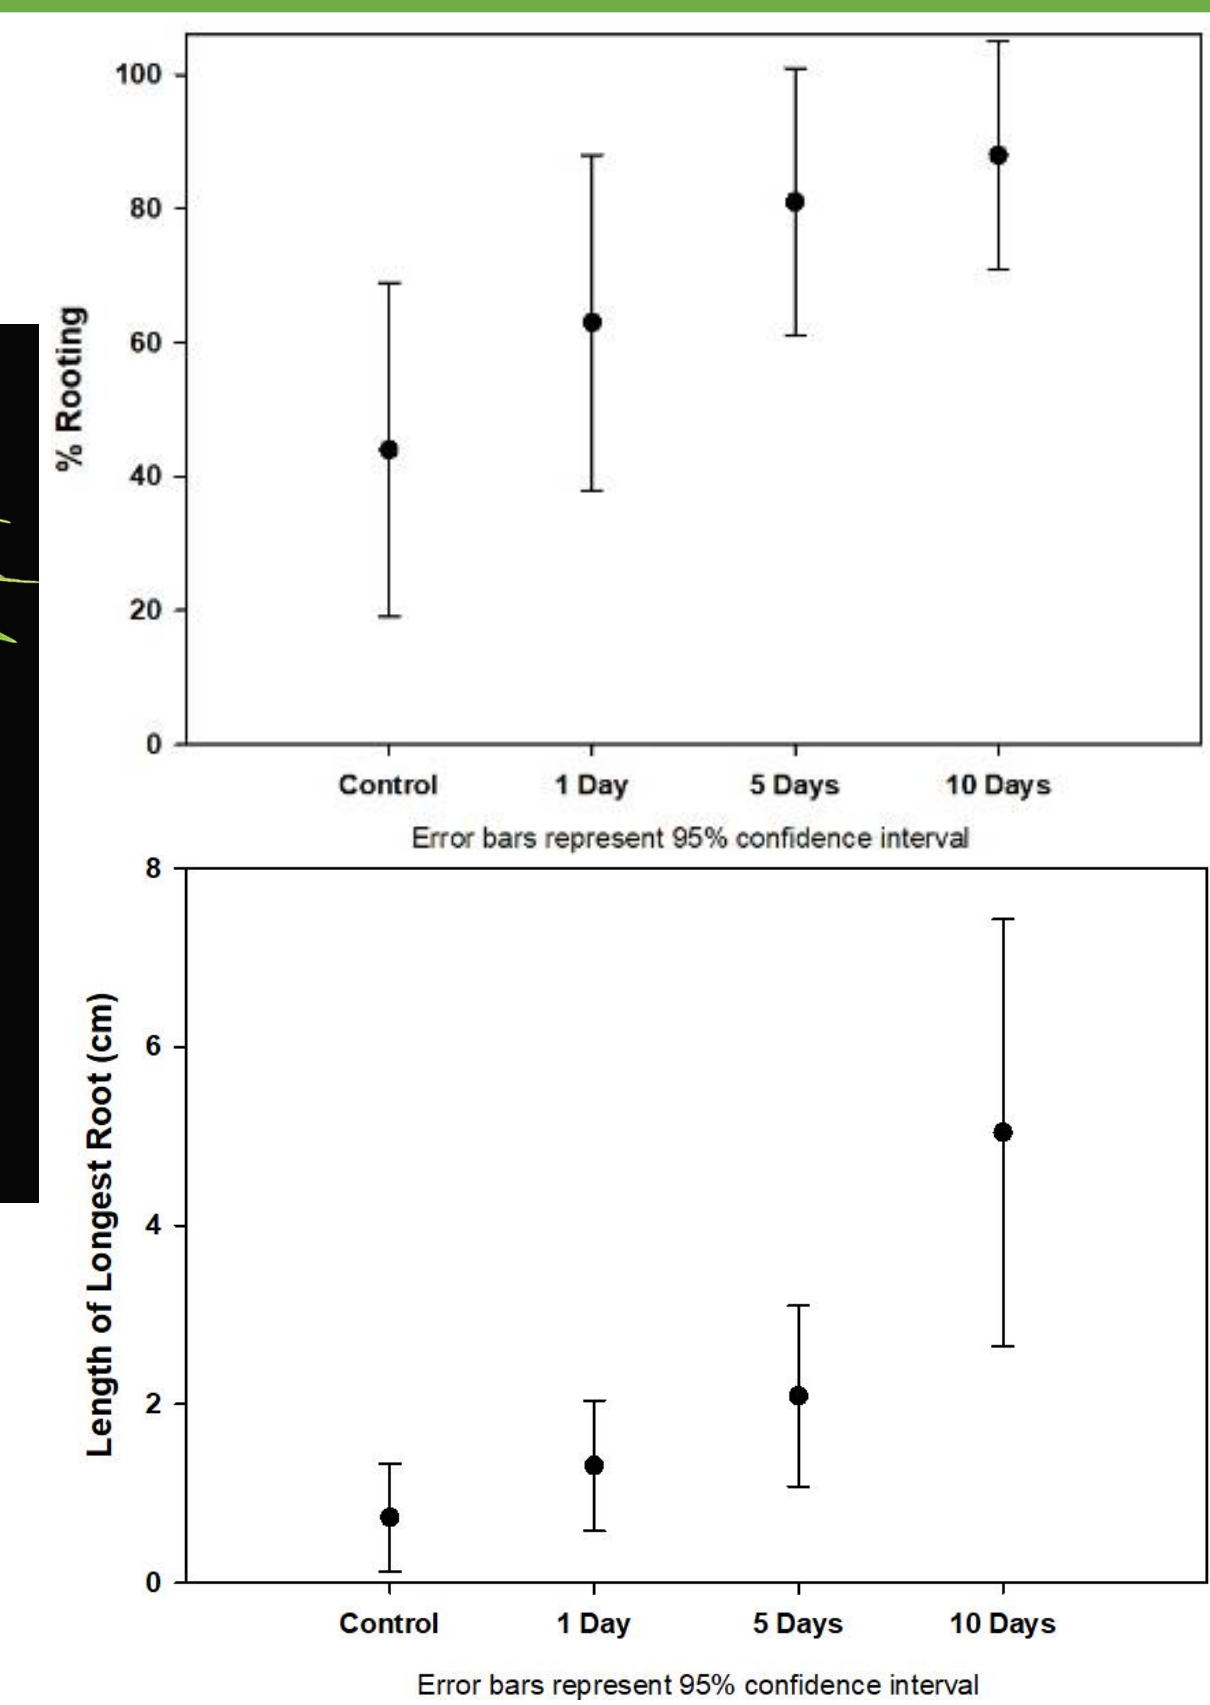 % Rooting
100
80
60
40
20
0
Control 1 Day 5 Days 10 Days
Error bars represent 95% confidence interval
Length of Longest Root (cm)
8
6
4
2
0
Control 1 Day 5 Days 10 Days
Error bars represent 95% confidence interval